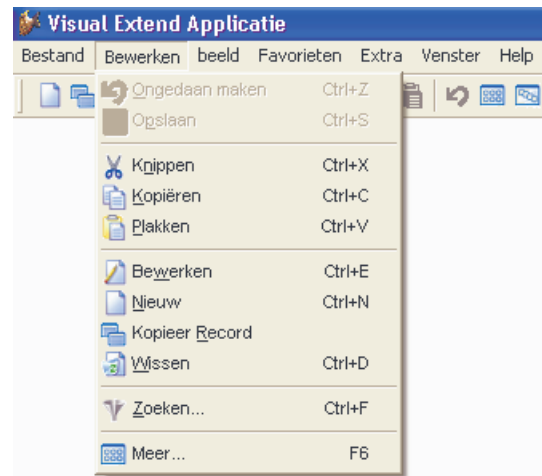 Visual Extend Applicatie
Bestand Bewerken beeld Favorieten Extra Venster Help
Ongedaan maken Ctrl+Z
Opslaan Ctrl+S
Knippen Ctrl+X
Kopiëren Ctrl+C
Plakken Ctrl+V
Bewerken Ctrl+E
Nieuw Ctrl+N
Kopieer Record
Wissen Ctrl+D
Zoeken... Ctrl+F
Meer... F6